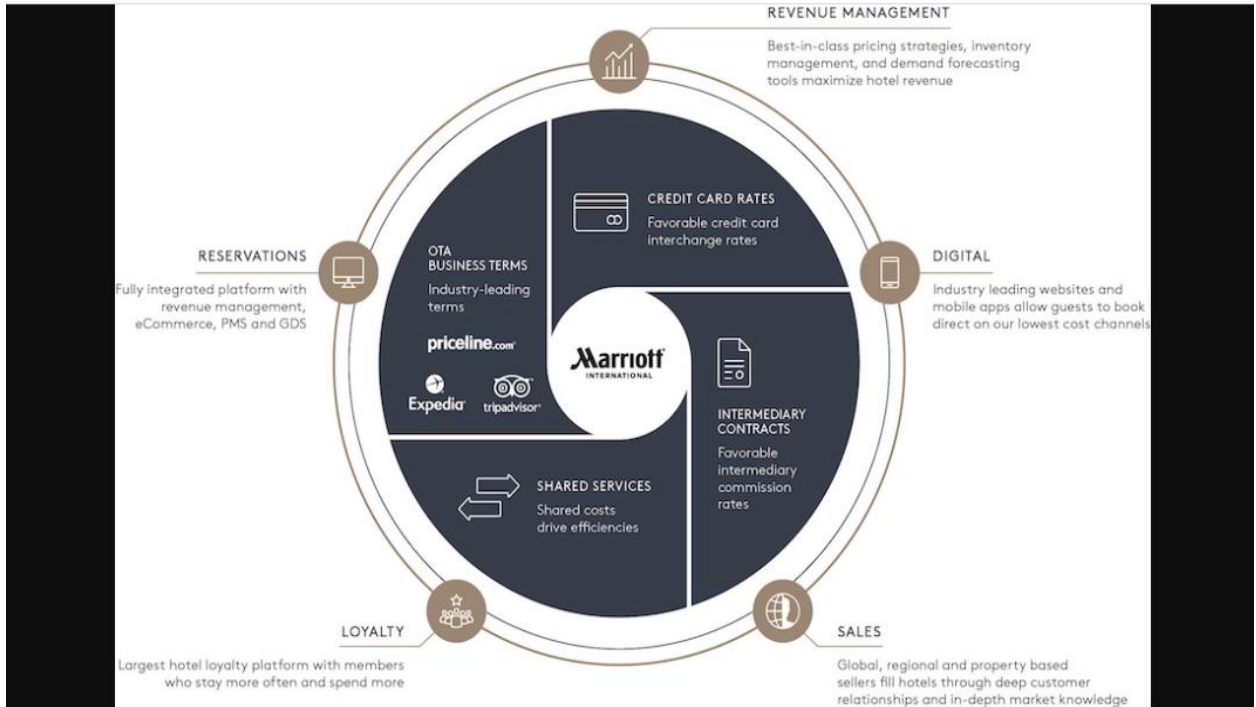 REVENUE MANAGEMENT
Best-in-class pricing strategies, inventory
management, and demand forecasting
tools maximize hotel revenue
CREDIT CARD RATES
Favorable credit card
interchange rates
RESERVATIONS
Fully integrated platform with
revenue management,
eCommerce, PMS and GDS
OTA
BUSINESS TERMS
Industry-leading
terms
priceline.com®
Expedia®
tripadvisor®
DIGITAL
Industry leading websites and
mobile apps allow guests to book
direct on our lowest cost channels
Marriott®
INTERNATIONAL
INTERMEDIARY
CONTRACTS
Favorable
intermediary
commission
rates
SHARED SERVICES
Shared costs
drive efficiencies
LOYALTY
Largest hotel loyalty platform with members
who stay more often and spend more
SALES
Global, regional and property based
sellers fill hotels through deep customer
relationships and in-depth market knowledge